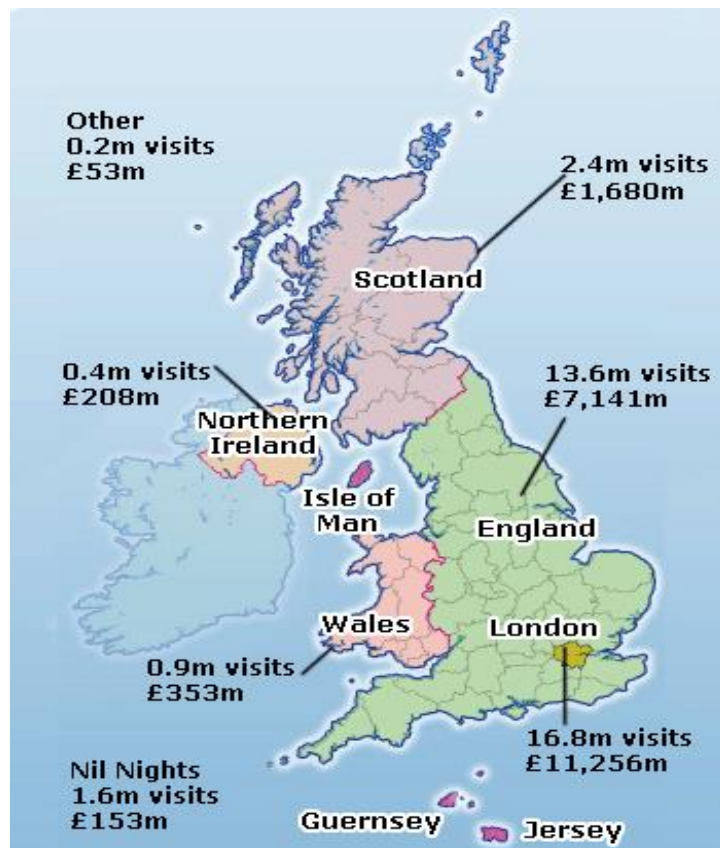 Other
0.2m visits
£53m
2.4m visits
£1,680m
Scotland
0.4m visits
£208m
13.6m visits
£7,141m
Northern
Ireland
Isle of
Man
England
Wales
London
0.9m visits
£353m
16.8m visits
£11,256m
Nil Nights
1.6m visits
£153m
Guernsey
Jersey